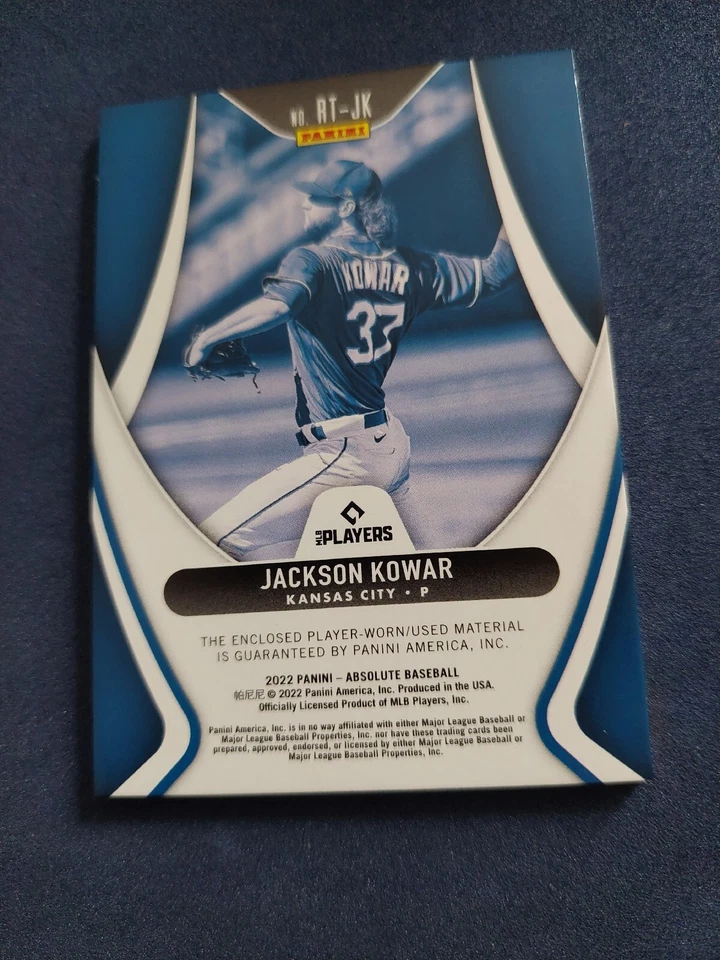 NO. RT-JK
PANINI
KOWAR
37
MLB PLAYERS
JACKSON KOWAR
KANSAS CITY • P
THE ENCLOSED PLAYER-WORN/USED MATERIAL
IS GUARANTEED BY PANINI AMERICA, INC.
2022 PANINI – ABSOLUTE BASEBALL
帕尼尼 © 2022 Panini America, Inc. Produced in the USA.
Officially Licensed Product of MLB Players, Inc.
Panini America, Inc. is in no way affiliated with either Major League Baseball or
Major League Baseball Properties, Inc. nor have these trading cards been
prepared, approved, endorsed, or licensed by either Major League Baseball or
Major League Baseball Properties, Inc.